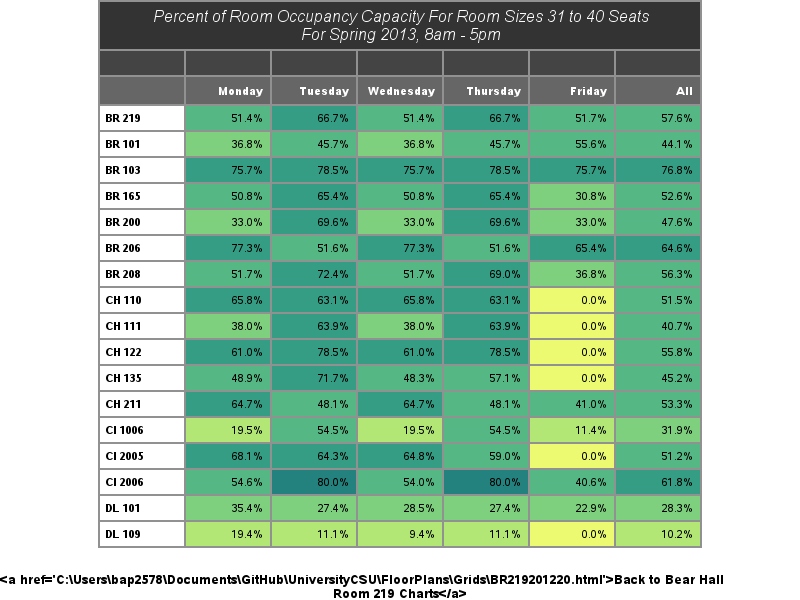 Percent of Room Occupancy Capacity For Room Sizes 31 to 40 Seats
For Spring 2013, 8am - 5pm
Monday Tuesday Wednesday Thursday Friday All
BR 219 51.4% 66.7% 51.4% 66.7% 51.7% 57.6%
BR 101 36.8% 45.7% 36.8% 45.7% 55.6% 44.1%
BR 103 75.7% 78.5% 75.7% 78.5% 75.7% 76.8%
BR 165 50.8% 65.4% 50.8% 65.4% 30.8% 52.6%
BR 200 33.0% 69.6% 33.0% 69.6% 33.0% 47.6%
BR 206 77.3% 51.6% 77.3% 51.6% 65.4% 64.6%
BR 208 51.7% 72.4% 51.7% 69.0% 36.8% 56.3%
CH 110 65.8% 63.1% 65.8% 63.1% 0.0% 51.5%
CH 111 38.0% 63.9% 38.0% 63.9% 0.0% 40.7%
CH 122 61.0% 78.5% 61.0% 78.5% 0.0% 55.8%
CH 135 48.9% 71.7% 48.3% 57.1% 0.0% 45.2%
CH 211 64.7% 48.1% 64.7% 48.1% 41.0% 53.3%
CI 1006 19.5% 54.5% 19.5% 54.5% 11.4% 31.9%
CI 2005 68.1% 64.3% 64.8% 59.0% 0.0% 51.2%
CI 2006 54.6% 80.0% 54.0% 80.0% 40.6% 61.8%
DL 101 35.4% 27.4% 28.5% 27.4% 22.9% 28.3%
DL 109 19.4% 11.1% 9.4% 11.1% 0.0% 10.2%
<a href='C:\Users\bap2578\Documents\GitHub\UniversityCSU\FloorPlans\Grids\BR219201220.html'>Back to Bear Hall
Room 219 Charts</a>